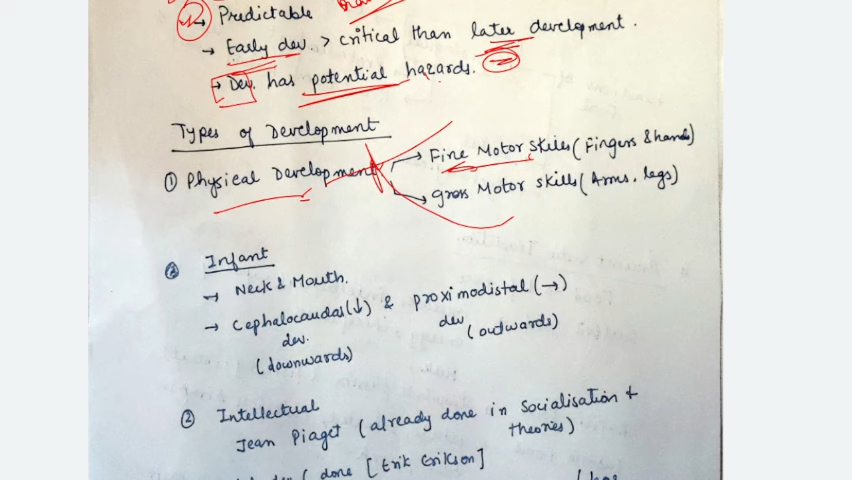 → Predictable
→ Early dev. > critical than later development.
→ Dev. has potential hazards.
Types of Development
① Physical Development
→ Fine Motor Skills (Fingers & hands)
→ Gross Motor skills (Arms, legs)
Infant
→ Neck & Mouth.
→ Cephalocaudal (↓) & proximodistal (→)
dev. dev
(downwards) (outwards)
② Intellectual
Jean Piaget (already done in Socialisation +
theories)
(done [Erik Erikson]